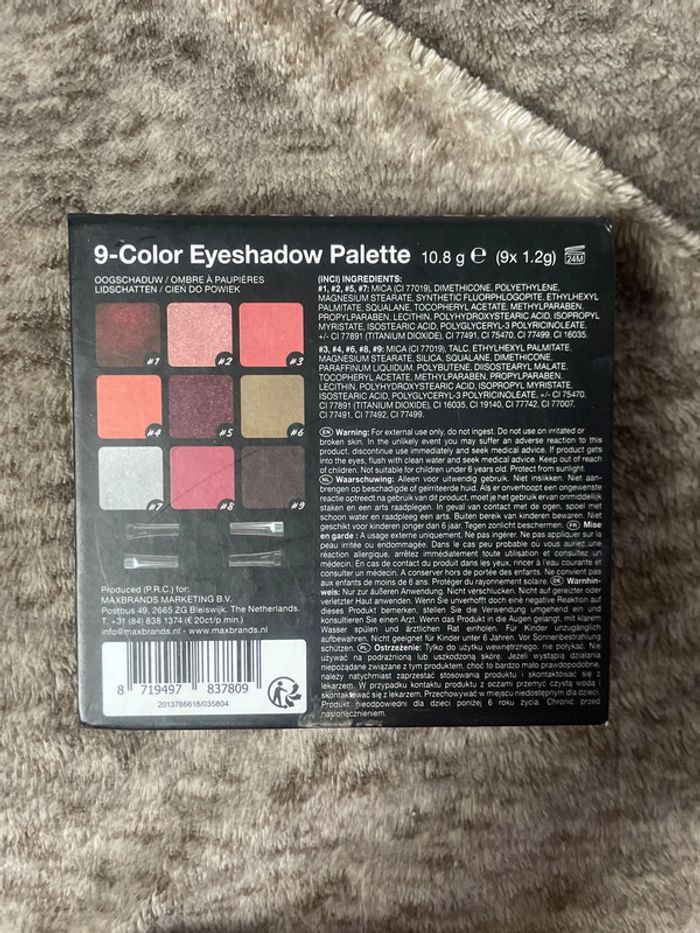 9-Color Eyeshadow Palette 10.8 g ℮ (9x 1.2g) 24M
OOGSCHADUW / OMBRE À PAUPIÈRES
LIDSCHATTEN / CIEŃ DO POWIEK
#1
#2
#3
#4
#5
#6
#7
#8
#9
Produced (P.R.C.) for:
MAXBRANDS MARKETING B.V.
Postbus 49, 2665 ZG Bleiswijk, The Netherlands.
T. +31 (84) 838 1374 (€ 20ct/p.min.)
info@maxbrands.nl - www.maxbrands.nl
8 719497 837809
2013786618/035804
(INCI) INGREDIENTS:
#1, #2, #5, #7: MICA (CI 77019), DIMETHICONE, POLYETHYLENE,
MAGNESIUM STEARATE, SYNTHETIC FLUORPHLOGOPITE, ETHYLHEXYL
PALMITATE, SQUALANE, TOCOPHERYL ACETATE, METHYLPARABEN,
PROPYLPARABEN, LECITHIN, POLYHYDROXYSTEARIC ACID, ISOPROPYL
MYRISTATE, ISOSTEARIC ACID, POLYGLYCERYL-3 POLYRICINOLEATE,
+/- CI 77891 (TITANIUM DIOXIDE), CI 77491, CI 75470, CI 77499, CI 16035.
#3, #4, #6, #8, #9: MICA (CI 77019), TALC, ETHYLHEXYL PALMITATE,
MAGNESIUM STEARATE, SILICA, SQUALANE, DIMETHICONE,
PARAFFINUM LIQUIDUM, POLYBUTENE, DIISOSTEARYL MALATE,
TOCOPHERYL ACETATE, METHYLPARABEN, PROPYLPARABEN,
LECITHIN, POLYHYDROXYSTEARIC ACID, ISOPROPYL MYRISTATE,
ISOSTEARIC ACID, POLYGLYCERYL-3 POLYRICINOLEATE, +/- CI 75470,
CI 77891 (TITANIUM DIOXIDE), CI 16035, CI 19140, CI 77742, CI 77007,
CI 77491, CI 77492, CI 77499.
EN Warning: For external use only, do not ingest. Do not use on irritated or
broken skin. In the unlikely event you may suffer an adverse reaction to this
product, discontinue use immediately and seek medical advice. If product gets
into the eyes, flush with clean water and seek medical advice. Keep out of reach
of children. Not suitable for children under 6 years old. Protect from sunlight.
NL Waarschuwing: Alleen voor uitwendig gebruik. Niet inslikken. Niet aan-
brengen op beschadigde of geïrriteerde huid. Als er onverhoopt een ongewenste
reactie optreedt na gebruik van dit product, moet je het gebruik ervan onmiddellijk
staken en een arts raadplegen. In geval van contact met de ogen, spoel met
schoon water en raadpleeg een arts. Buiten bereik van kinderen bewaren. Niet
geschikt voor kinderen jonger dan 6 jaar. Tegen zonlicht beschermen. FR Mise
en garde : A usage externe uniquement. Ne pas ingérer. Ne pas appliquer sur la
peau irritée ou endommagée. Dans le cas peu probable où vous auriez une
réaction allergique, arrêtez immédiatement toute utilisation et consultez un
médecin. En cas de contact du produit dans les yeux, rincer à l'eau courante et
consulter un médecin. A conserver hors de portée des enfants. Ne convient pas
aux enfants de moins de 6 ans. Protéger du rayonnement solaire. DE Warnhin-
weis: Nur zur äußeren Anwendung. Nicht verschlucken. Nicht auf gereizter oder
verletzter Haut anwenden. Wenn Sie unverhofft doch eine negative Reaktion auf
dieses Produkt bemerken, stellen Sie die Verwendung umgehend ein und
konsultieren Sie einen Arzt. Wenn das Produkt in die Augen gelangt, mit klarem
Wasser spülen und ärztlichen Rat einholen. Für Kinder unzugänglich
aufbewahren. Nicht geeignet für Kinder unter 6 Jahren. Vor Sonnenbestrahlung
schützen. PL Ostrzeżenie: Tylko do użytku wewnętrznego, nie połykać. Nie
używać na podrażnioną lub uszkodzoną skórę. Jeżeli wystąpią działania
niepożądane związane z tym produktem, choć to bardzo mało prawdopodobne,
należy natychmiast zaprzestać stosowania produktu i skontaktować się z
lekarzem. W przypadku kontaktu produktu z oczami przemyć czystą wodą i
skontaktować się z lekarzem. Przechowywać w miejscu niedostępnym dla dzieci.
Produkt nieodpowiedni dla dzieci poniżej 6 roku życia. Chronić przed
nasłonecznieniem.